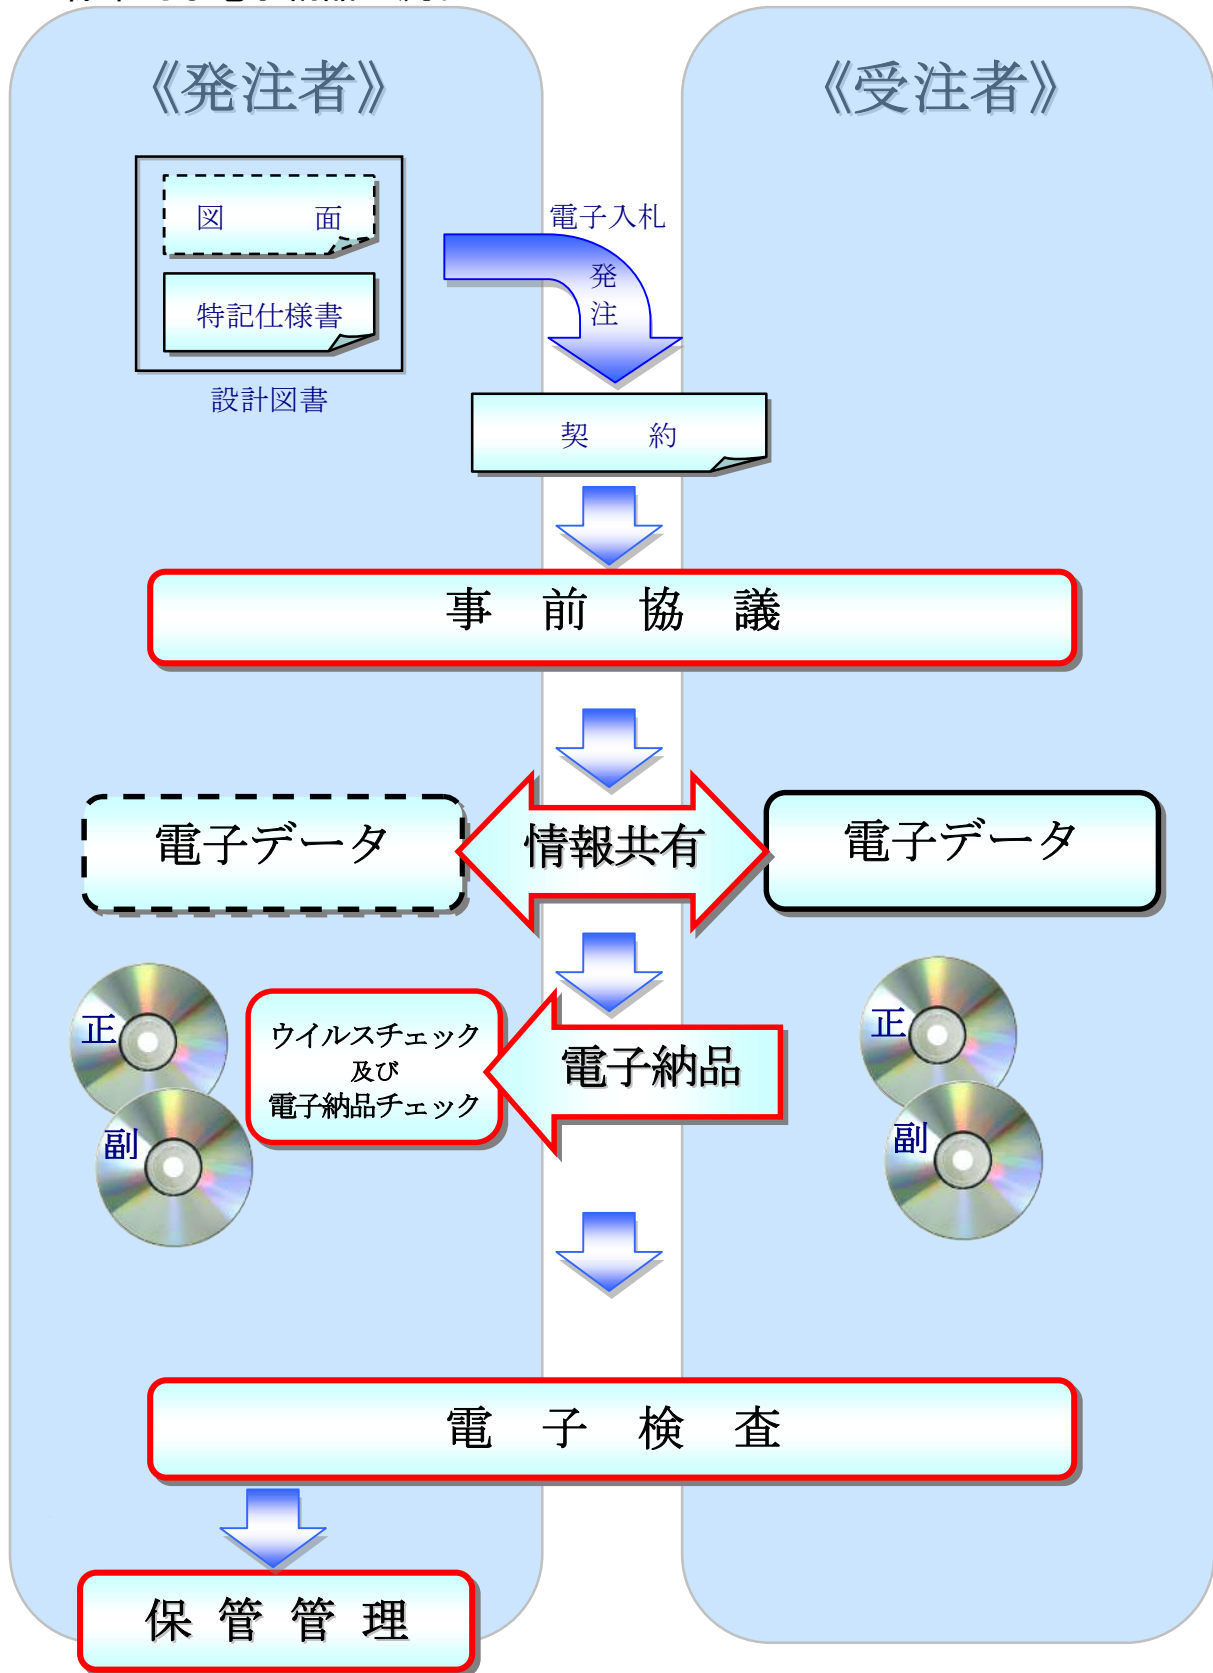 《発注者》
《受注者》
図　面
特記仕様書
設計図書
電子入札
発
注
契　約
事　前　協　議
電子データ
情報共有
電子データ
正
副
ウイルスチェック
及び
電子納品チェック
電子納品
正
副
電　子　検　査
保　管　管　理